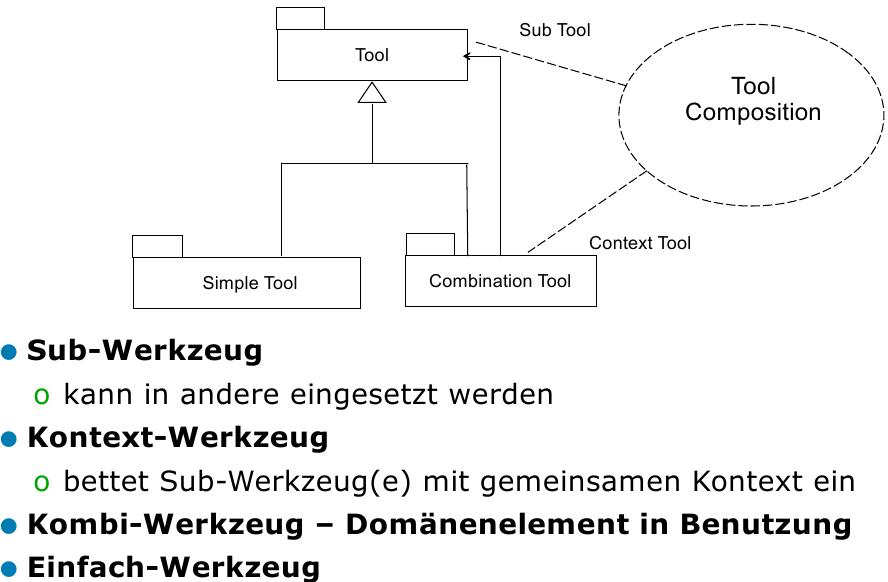 Sub Tool
Tool
Tool
Composition
Context Tool
Simple Tool
Combination Tool
Sub-Werkzeug
o kann in andere eingesetzt werden
Kontext-Werkzeug
o bettet Sub-Werkzeug(e) mit gemeinsamen Kontext ein
Kombi-Werkzeug – Domänenelement in Benutzung
Einfach-Werkzeug